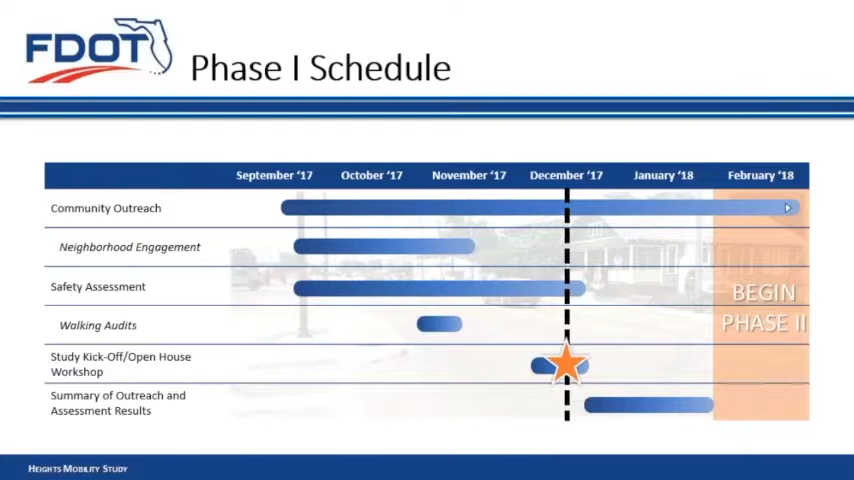 FDOT
Phase I Schedule
September ‘17 October ‘17 November ‘17 December ‘17 January ‘18 February ‘18
Community Outreach
Neighborhood Engagement
Safety Assessment
Walking Audits
Study Kick-Off/Open House
Workshop
Summary of Outreach and
Assessment Results
BEGIN
PHASE II
HEIGHTS MOBILITY STUDY